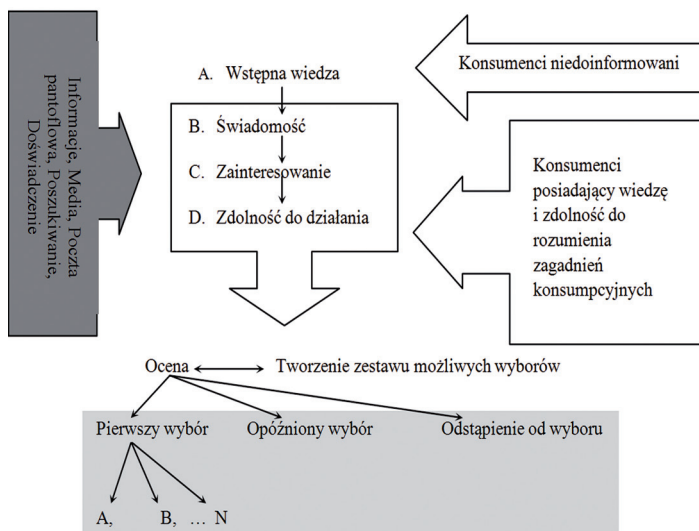 Informacje, Media, Poczta
pantoflowa, Poszukiwanie,
Doświadczenie
A. Wstępna wiedza
B. Świadomość
C. Zainteresowanie
D. Zdolność do działania
Konsumenci niedoinformowani
Konsumenci
posiadający wiedzę
i zdolność do
rozumienia
zagadnień
konsumpcyjnych
Ocena
Tworzenie zestawu możliwych wyborów
Pierwszy wybór
Opóźniony wybór
Odstąpienie od wyboru
A, B, ... N